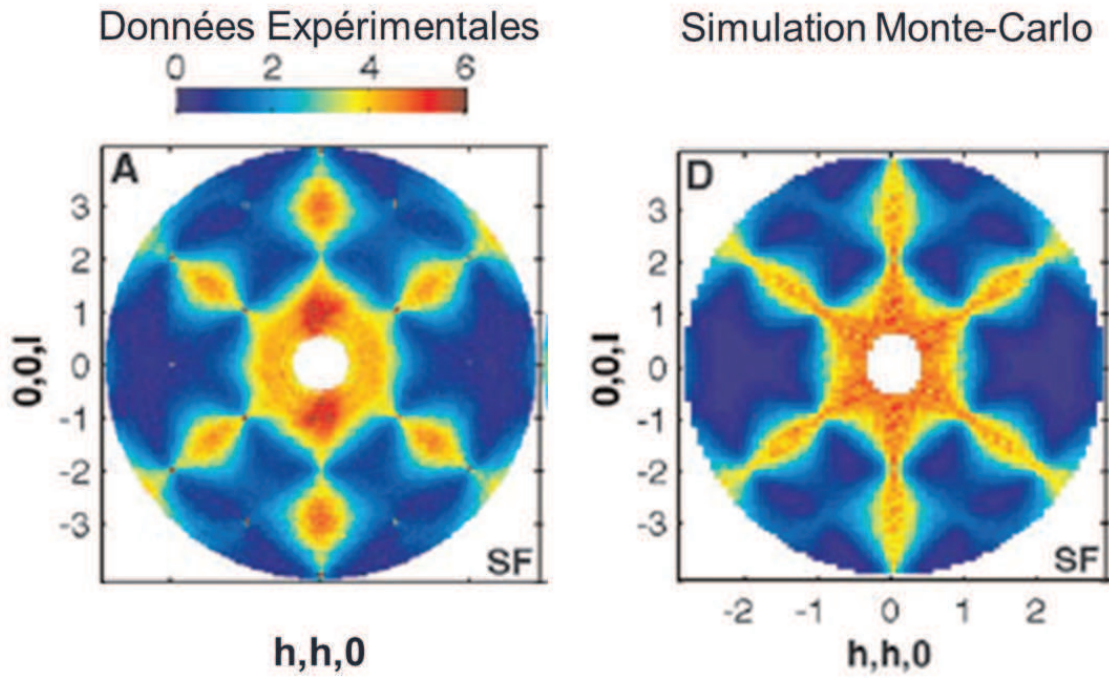 Données Expérimentales
Simulation Monte-Carlo
0 2 4 6
A
D
3
2
1
0
-1
-2
-3
0,0,l
SF
h,h,0
3
2
1
0
-1
-2
-3
0,0,l
SF
-2 -1 0 1 2
h,h,0